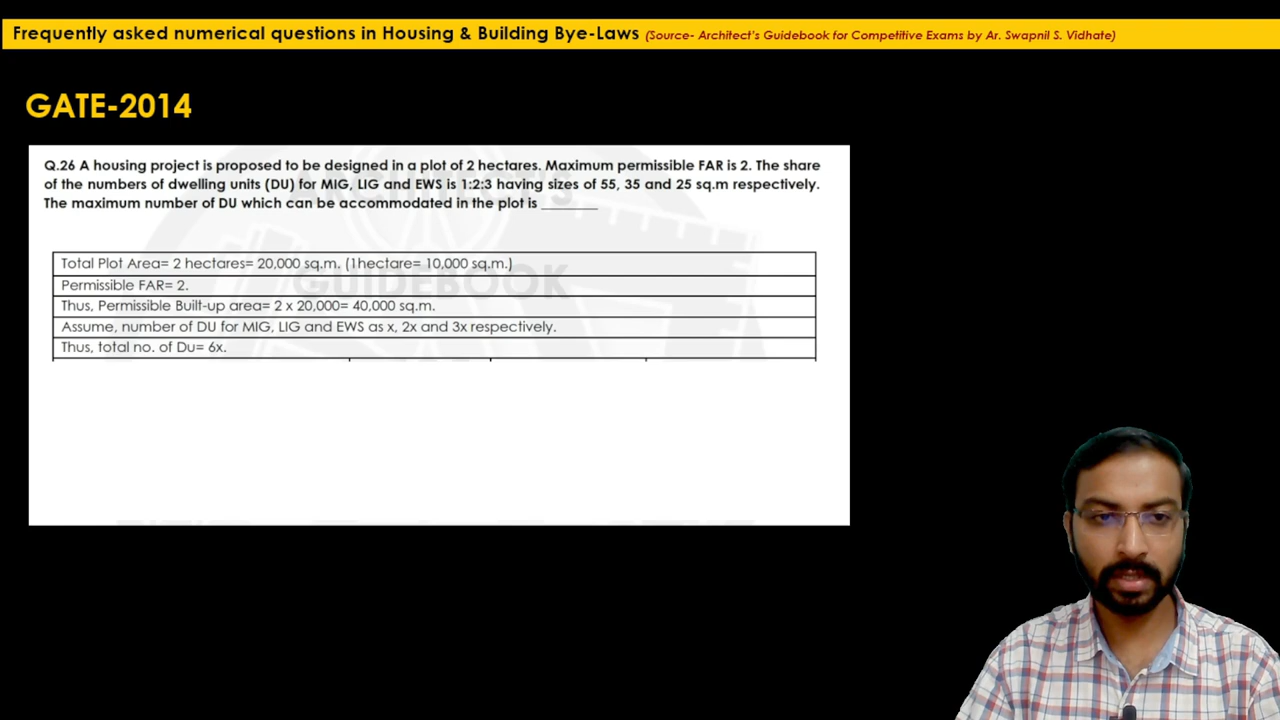 Frequently asked numerical questions in Housing & Building Bye-Laws (Source- Architect's Guidebook for Competitive Exams by Ar. Swapnil S. Vidhate)
GATE-2014
Q.26 A housing project is proposed to be designed in a plot of 2 hectares. Maximum permissible FAR is 2. The share
of the numbers of dwelling units (DU) for MIG, LIG and EWS is 1:2:3 having sizes of 55, 35 and 25 sq.m respectively.
The maximum number of DU which can be accommodated in the plot is ________
ARCHITECT'S
GUIDEBOOK
Total Plot Area= 2 hectares= 20,000 sq.m. (1hectare= 10,000 sq.m.)
Permissible FAR= 2.
Thus, Permissible Built-up area= 2 x 20,000= 40,000 sq.m.
Assume, number of DU for MIG, LIG and EWS as x, 2x and 3x respectively.
Thus, total no. of Du= 6x.